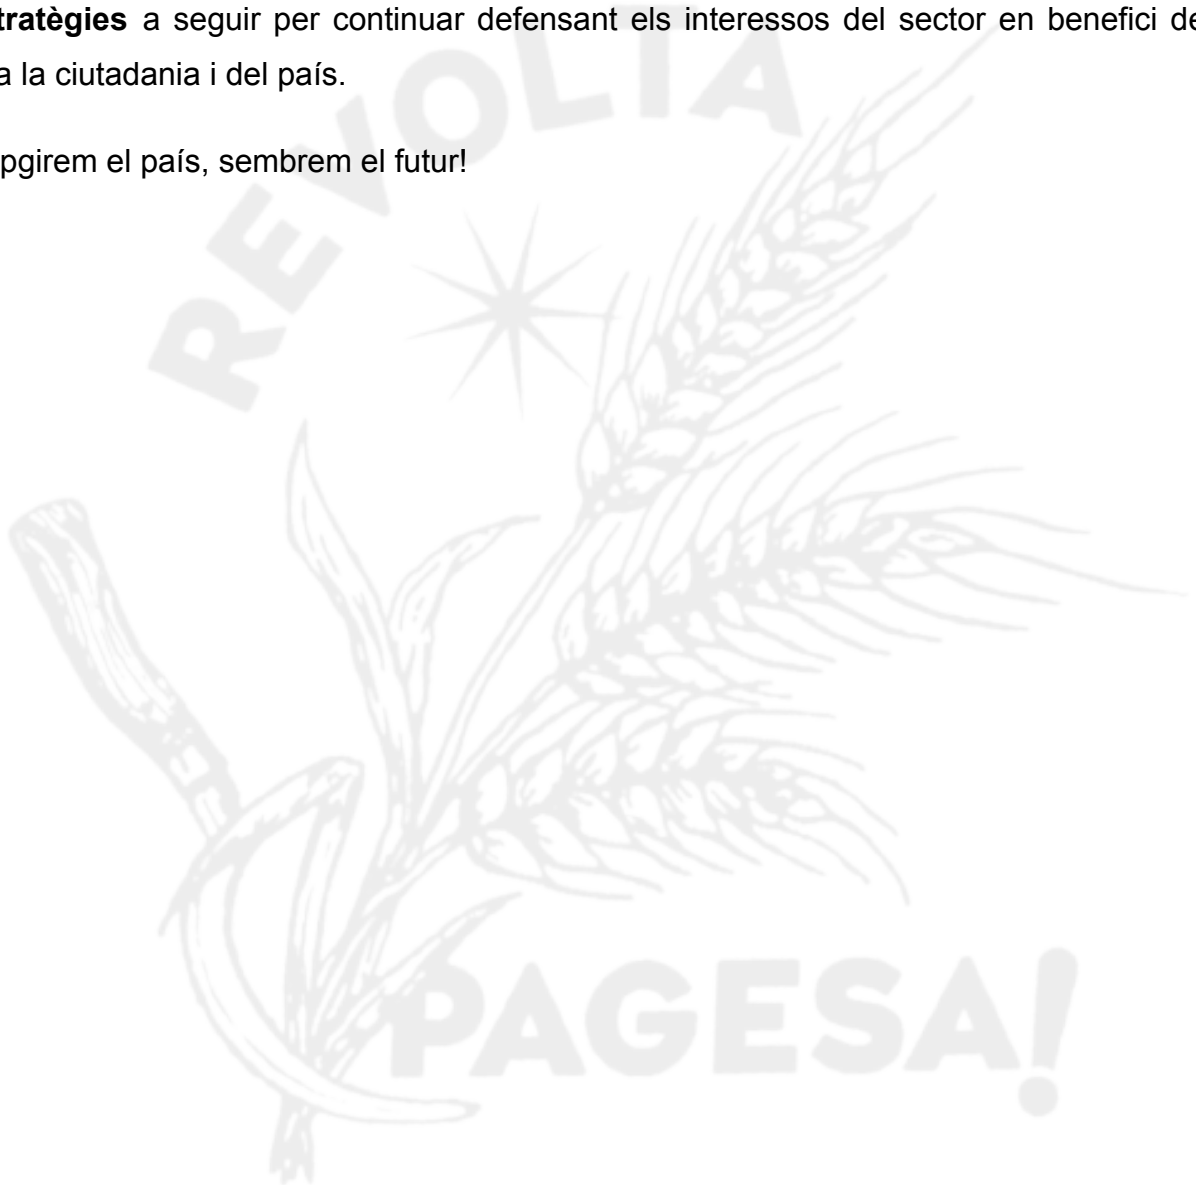 tratègies a seguir per continuar defensant els interessos del sector en benefici de
a la ciutadania i del país.
pgirem el país, sembrem el futur!
REVOLTA
PAGESA!